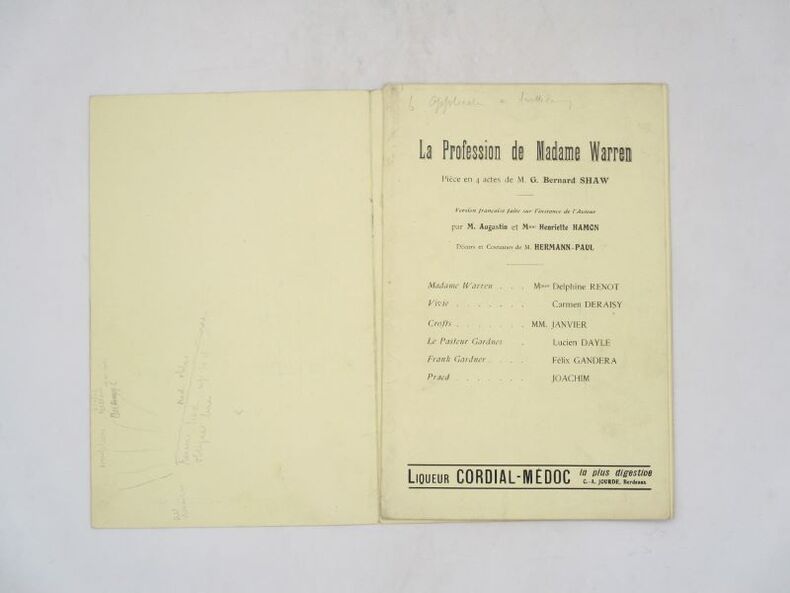 La Profession de Madame Warren
Pièce en 4 actes de M. G. Bernard SHAW
Version française faite sur l'instance de l'Auteur
par M. Augustin et Mme Henriette HAMON
Décors et Costumes de M. HERMANN-PAUL
Madame Warren . . . Mmes Delphine RENOT
Vivie . . . . . . . Carmen DERAISY
Crofts . . . . . . . MM. JANVIER
Le Pasteur Gardner . Lucien DAYLE
Frank Gardner . . . . Félix GANDERA
Praed . . . . . . JOACHIM
LIQUEUR CORDIAL-MÉDOC la plus digestive
G.-A. JOURDE, Bordeaux